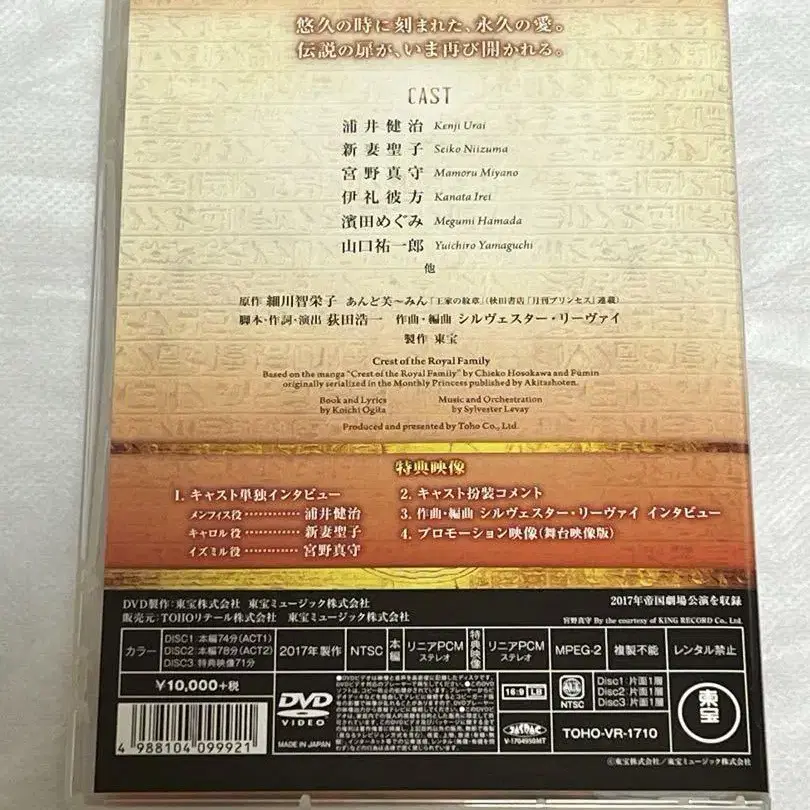 悠久の時に刻まれた、永久の愛。
伝説の扉が、いま再び開かれる。
CAST
浦井健治 Kenji Urai
新妻聖子 Seiko Niizuma
宮野真守 Mamoru Miyano
伊礼彼方 Kanata Irei
濱田めぐみ Megumi Hamada
山口祐一郎 Yuichiro Yamaguchi
他
原作 細川智栄子 あんど芙〜みん「王家の紋章」(秋田書店「月刊プリンセス」連載)
脚本・作詞・演出 荻田浩一 作曲・編曲 シルヴェスター・リーヴァイ
製作 東宝
Crest of the Royal Family
Based on the manga "Crest of the Royal Family" by Chieko Hosokawa and Fumin
originally serialized in the Monthly Princess published by Akitashoten.
Book and Lyrics
by Koichi Ogita
Music and Orchestration
by Sylvester Levay
Produced and presented by Toho Co., Ltd.
特典映像
1. キャスト単独インタビュー
メンフィス役 ………… 浦井健治
キャロル役 ………… 新妻聖子
イズミル役 ………… 宮野真守
2. キャスト扮装コメント
3. 作曲・編曲 シルヴェスター・リーヴァイ インタビュー
4. プロモーション映像(舞台映像版)
DVD製作:東宝株式会社 東宝ミュージック株式会社
販売元:TOHOリテール株式会社 東宝ミュージック株式会社
2017年帝国劇場公演を収録
宮野真守 By the courtesy of KING RECORD Co., Ltd.
カラー
DISC1 本編74分(ACT1)
DISC2 本編78分(ACT2)
DISC3 特典映像71分
2017年製作
NTSC
本編
リニアPCM
ステレオ
特典映像
リニアPCM
ステレオ
MPEG-2
複製不能
レンタル禁止
¥10,000+税
4 988104 099921
DVD
VIDEO
MADE IN JAPAN
16:9 LB
ALL
NTSC
Disc1:片面1層
Disc2:片面1層
Disc3:片面1層
JASRAC
V-1704950MT
TOHO-VR-1710
東宝
©東宝株式会社/東宝ミュージック株式会社